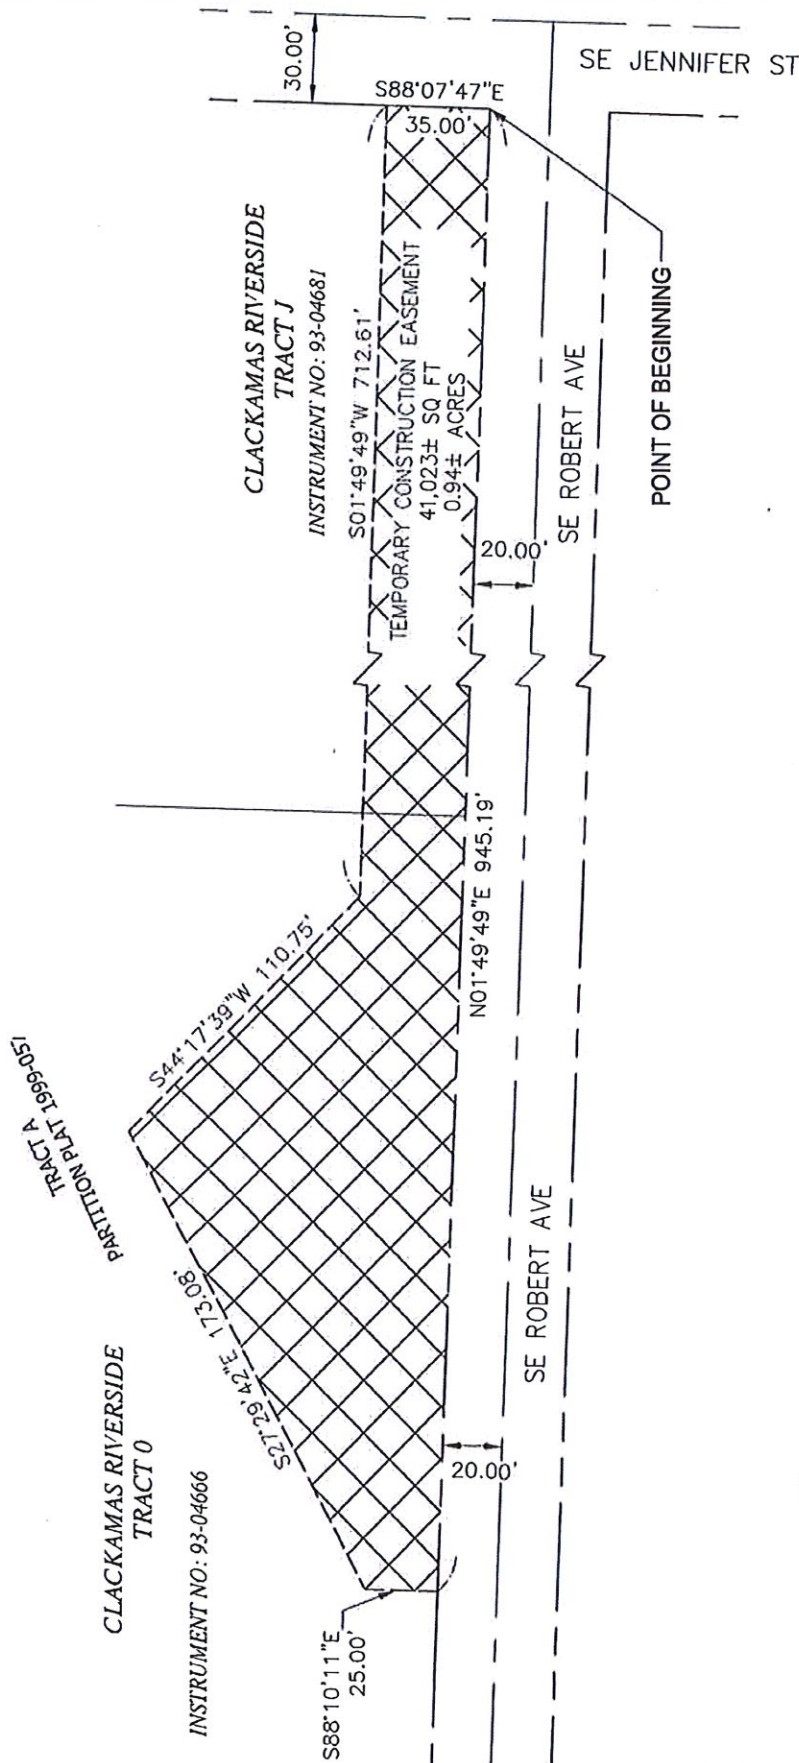 30.00'
SE JENNIFER ST
S88°07'47"E
35.00'
CLACKAMAS RIVERSIDE
TRACT J
INSTRUMENT NO: 93-04681
S01°49'49"W 712.61'
TEMPORARY CONSTRUCTION EASEMENT
41,023± SQ FT
0.94± ACRES
20.00'
SE ROBERT AVE
POINT OF BEGINNING
N01°49'49"E 945.19'
S44°17'39"W 110.75'
TRACT A
PARTITION PLAT 1999-057
S27°29'42"E 173.08'
SE ROBERT AVE
20.00'
CLACKAMAS RIVERSIDE
TRACT O
INSTRUMENT NO: 93-04666
S88°10'11"E
25.00'